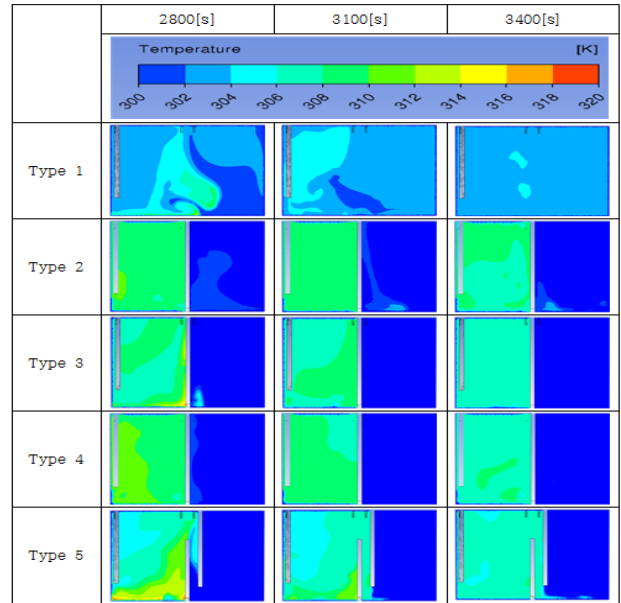 2800[s] 3100[s] 3400[s]
Temperature [K]
300 302 304 306 308 310 312 314 316 318 320
Type 1
Type 2
Type 3
Type 4
Type 5